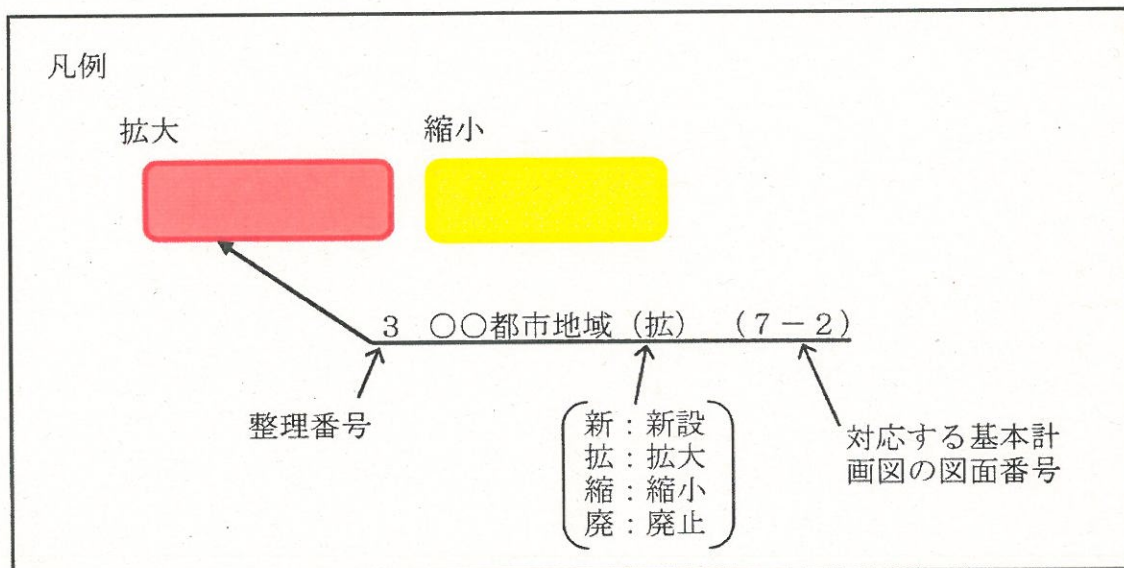 凡例
拡大
縮小
3 ○○都市地域(拡) (7-2)
整理番号
新:新設
拡:拡大
縮:縮小
廃:廃止
対応する基本計
画図の図面番号